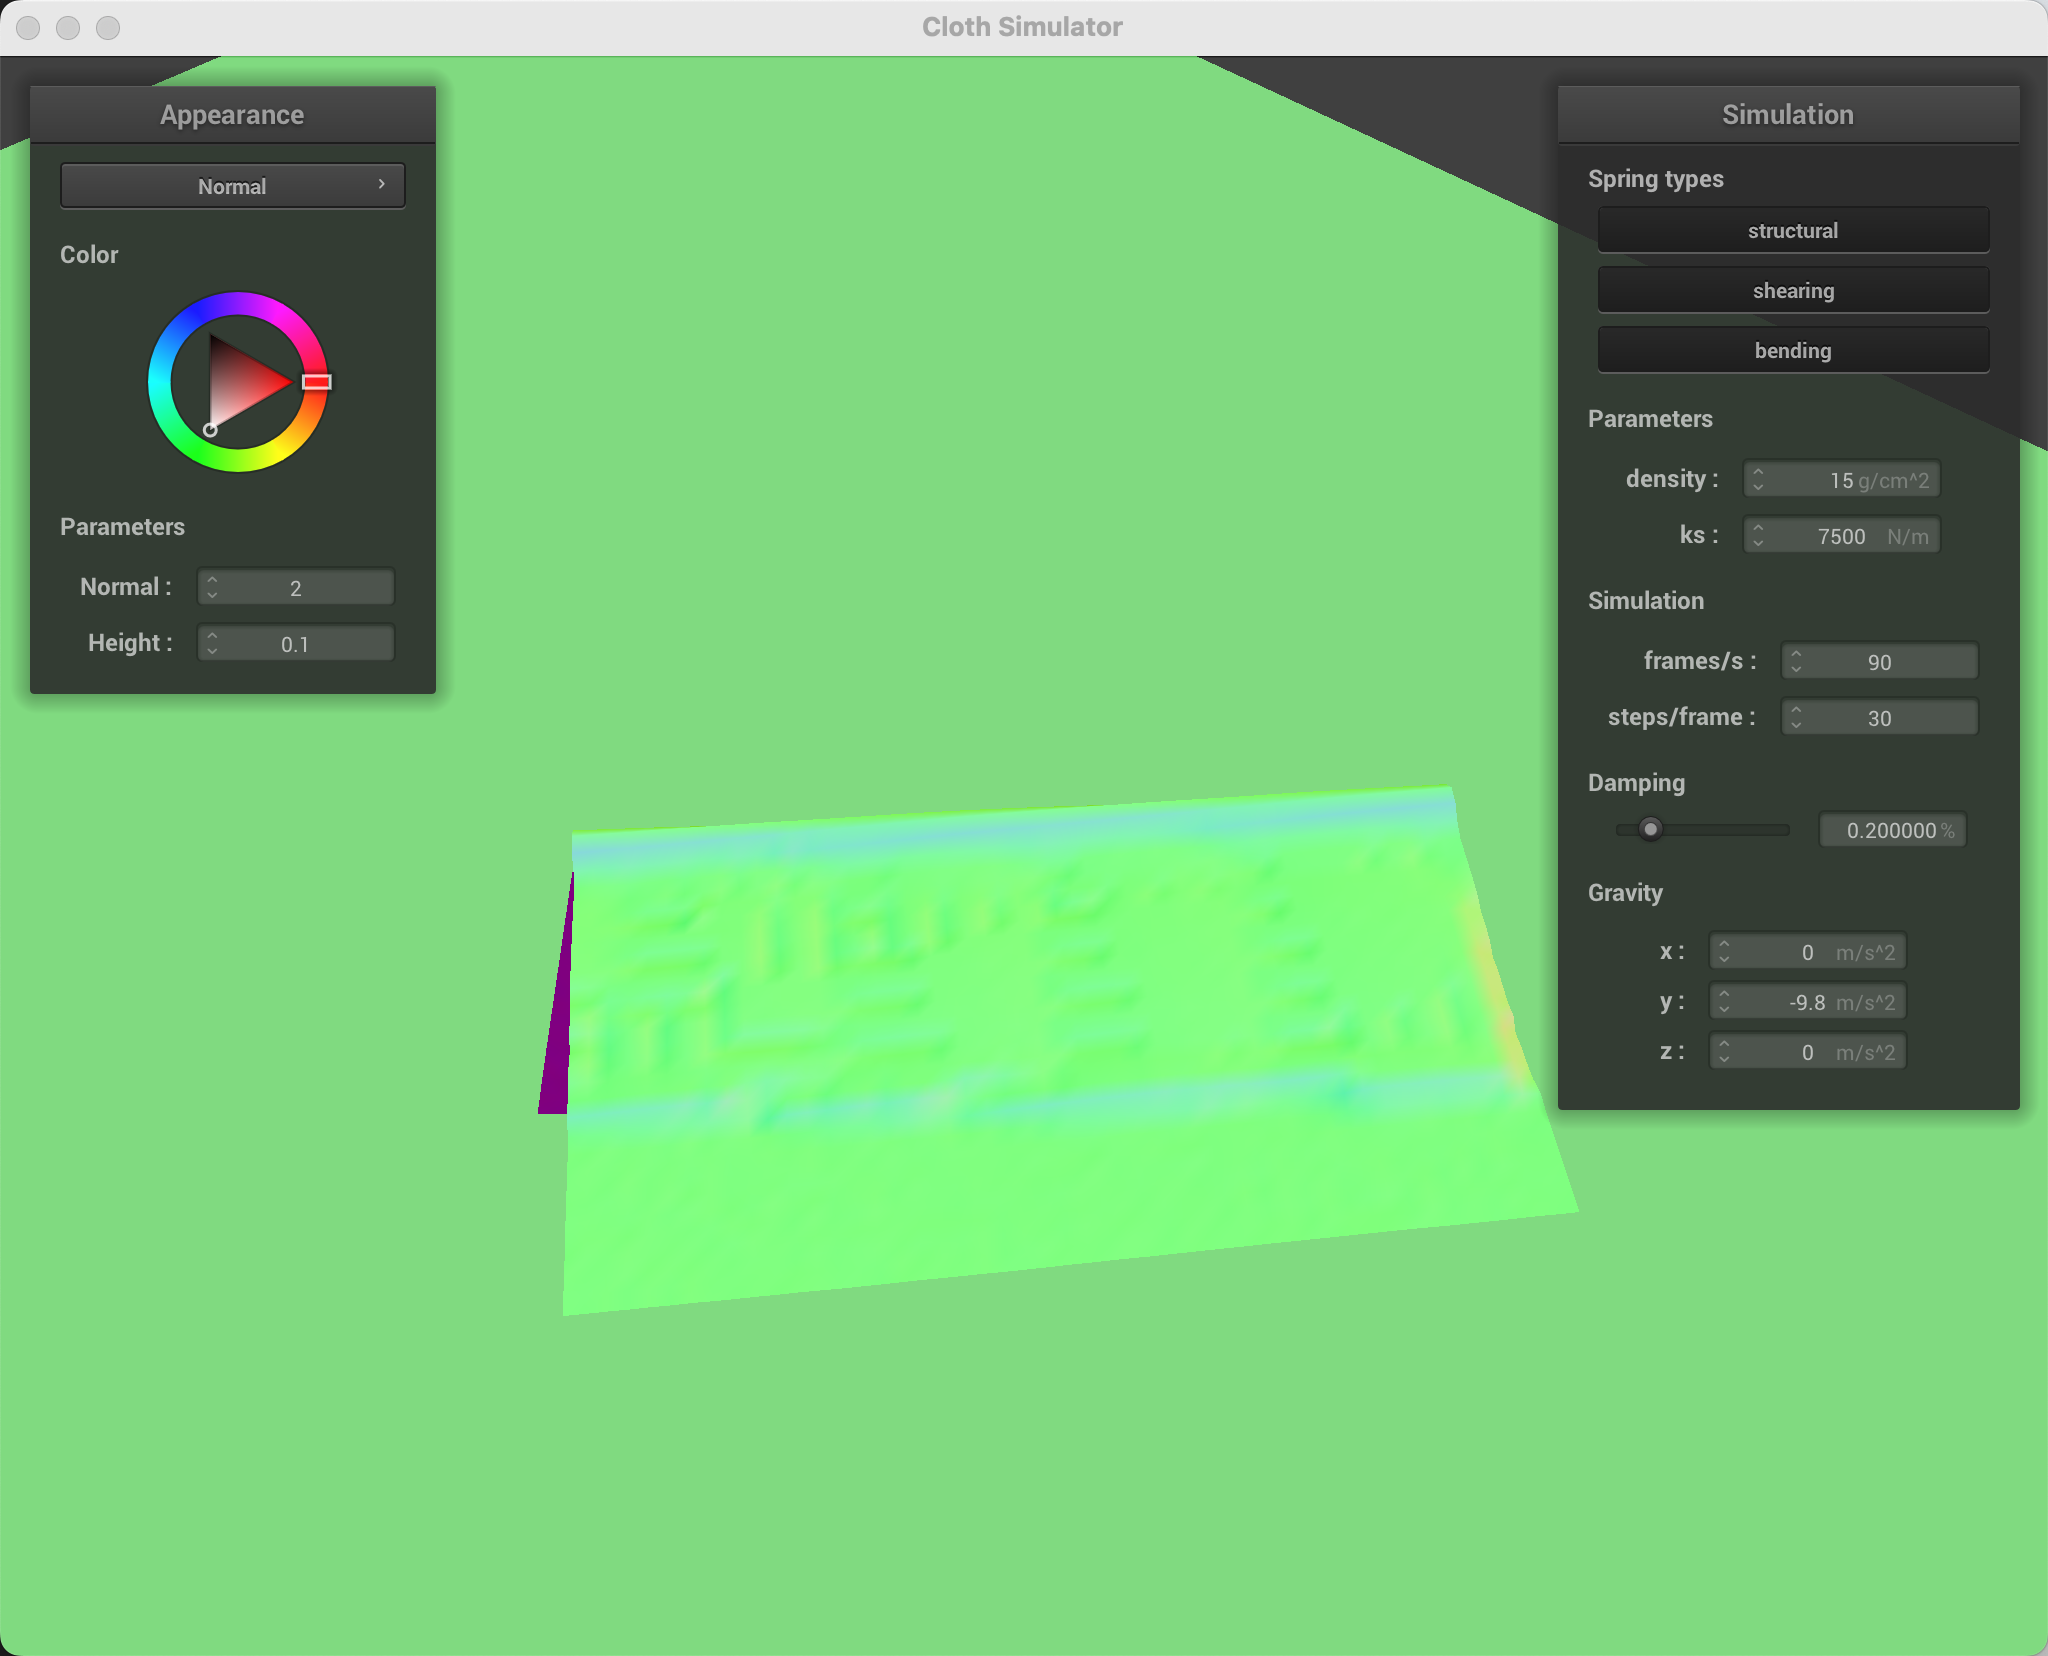 Cloth Simulator
Appearance
Normal
Color
Parameters
Normal : 2
Height : 0.1
Simulation
Spring types
structural
shearing
bending
Parameters
density : 15 g/cm^2
ks : 7500 N/m
Simulation
frames/s : 90
steps/frame : 30
Damping
0.200000 %
Gravity
x : 0 m/s^2
y : -9.8 m/s^2
z : 0 m/s^2